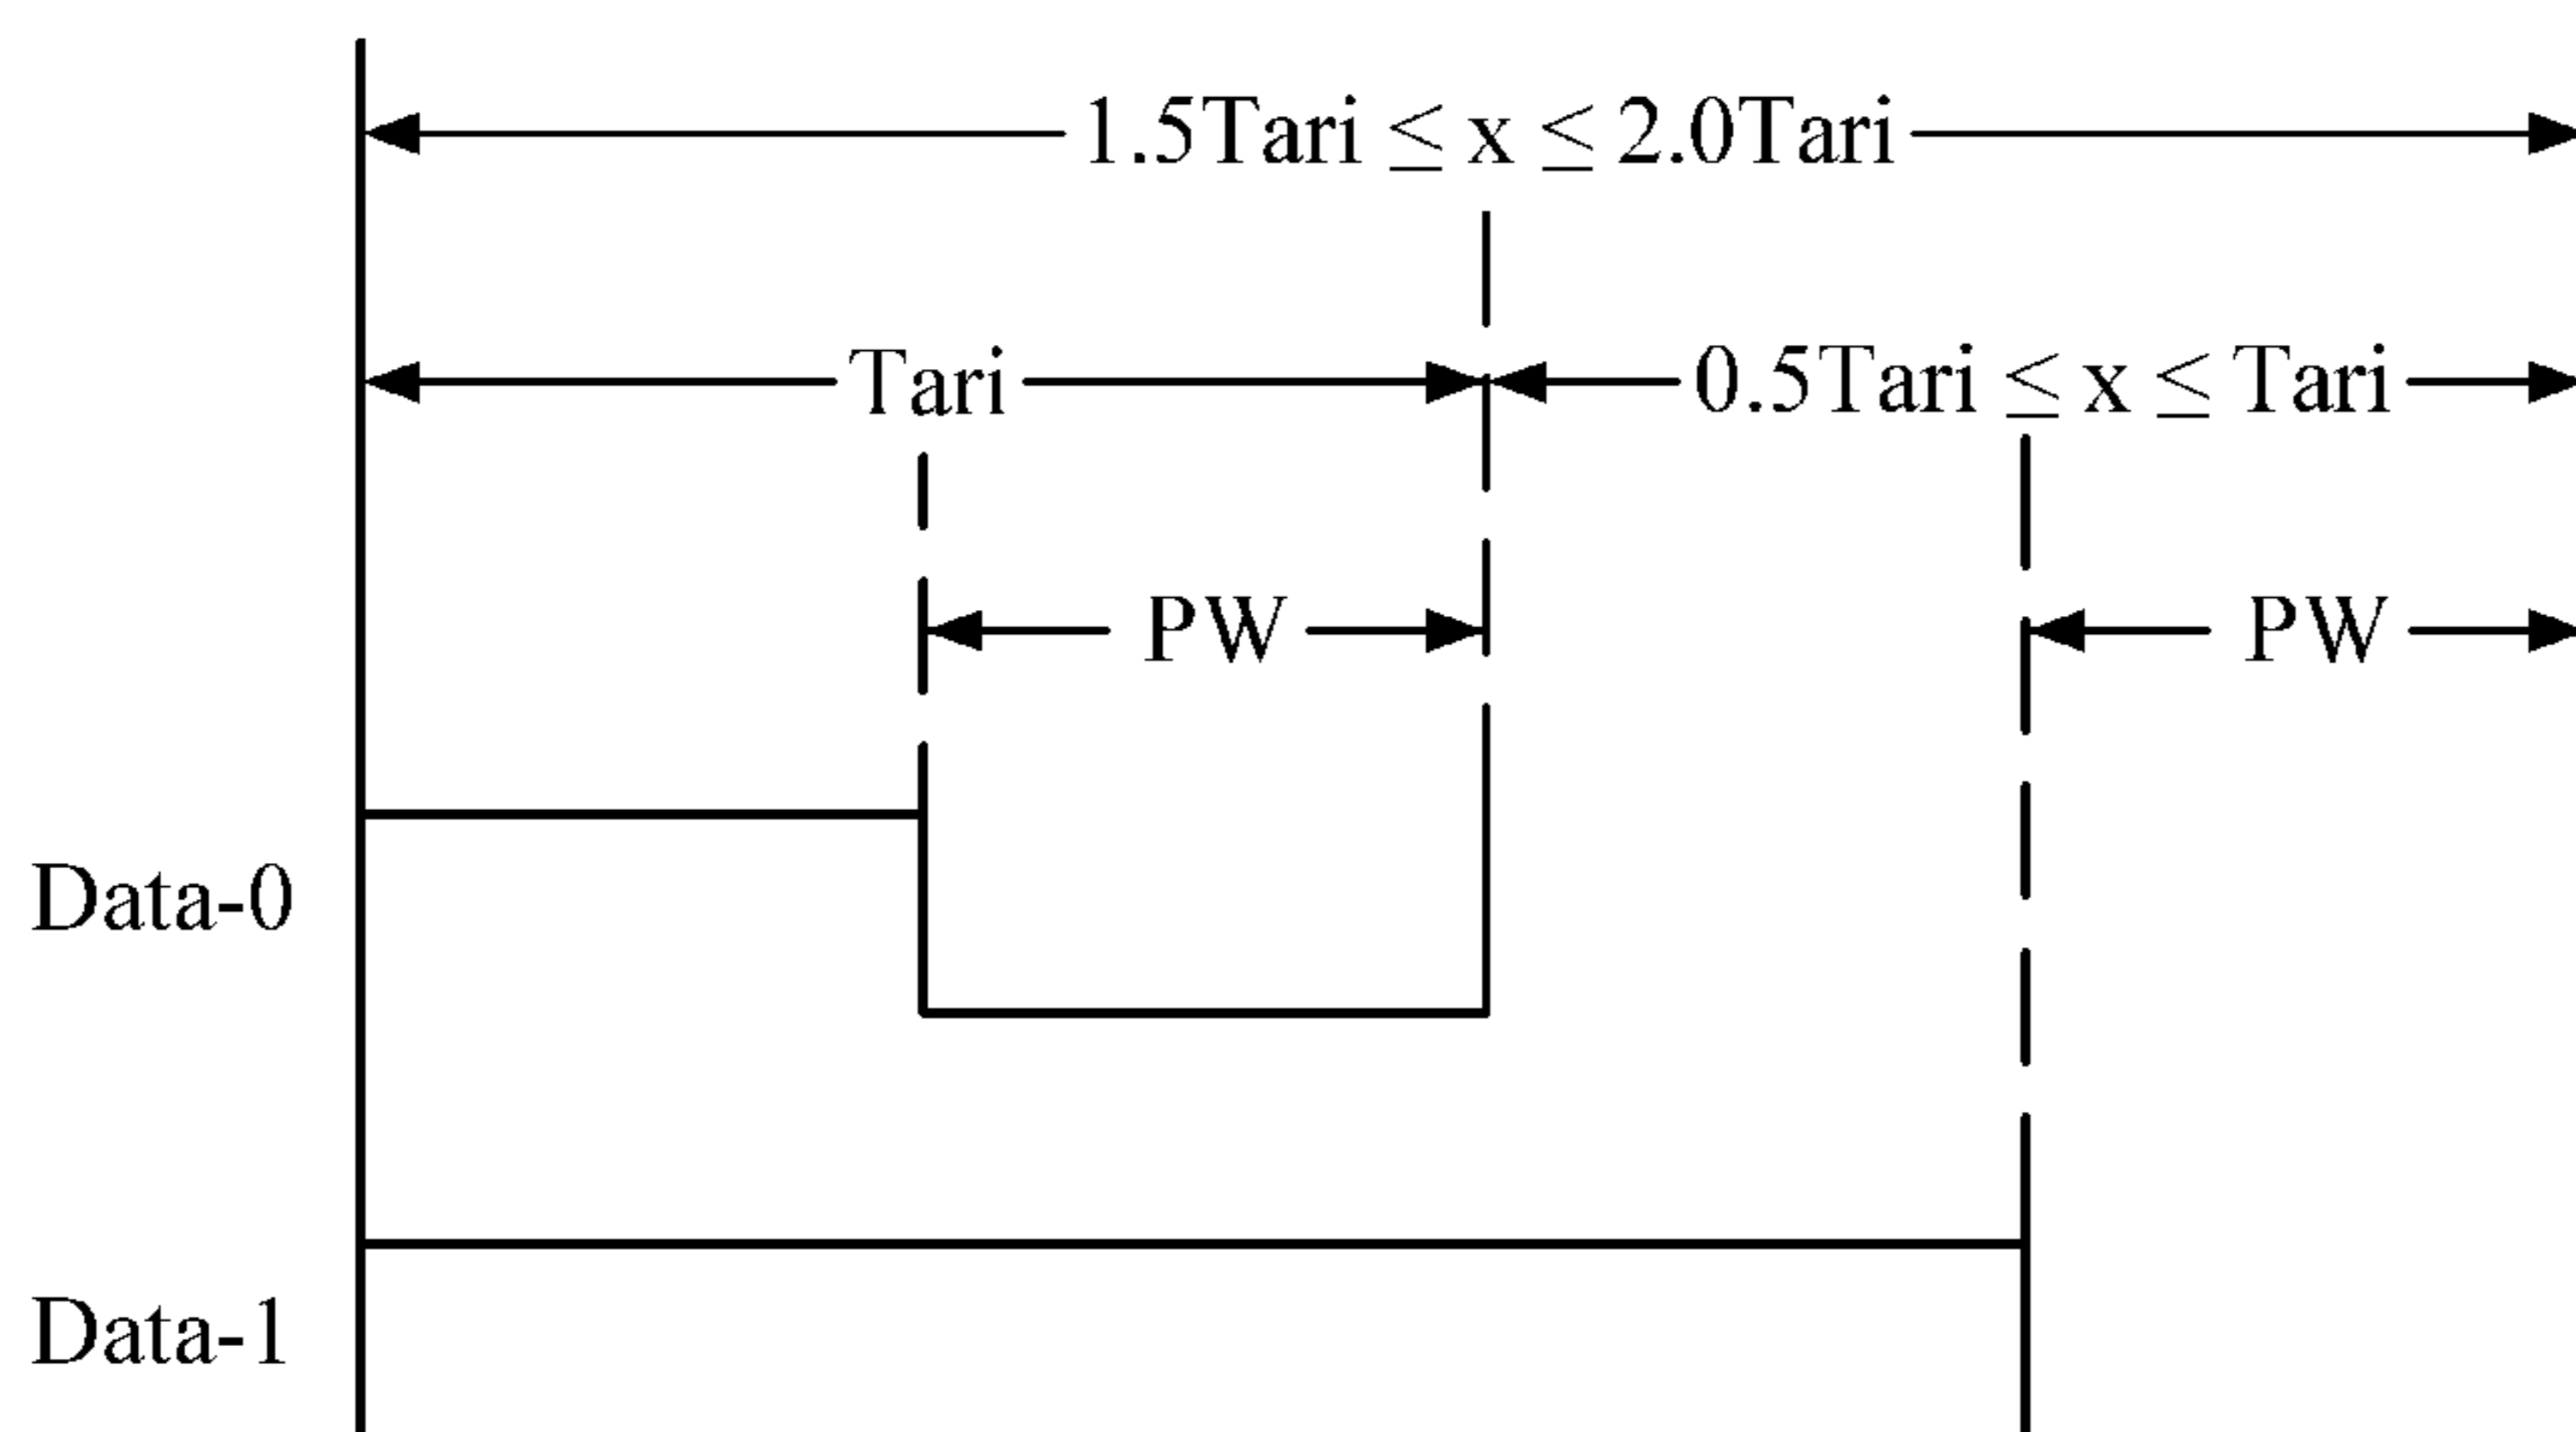 1.5Tari ≤ x ≤ 2.0Tari
Tari
0.5Tari ≤ x ≤ Tari
PW
PW
Data-0
Data-1